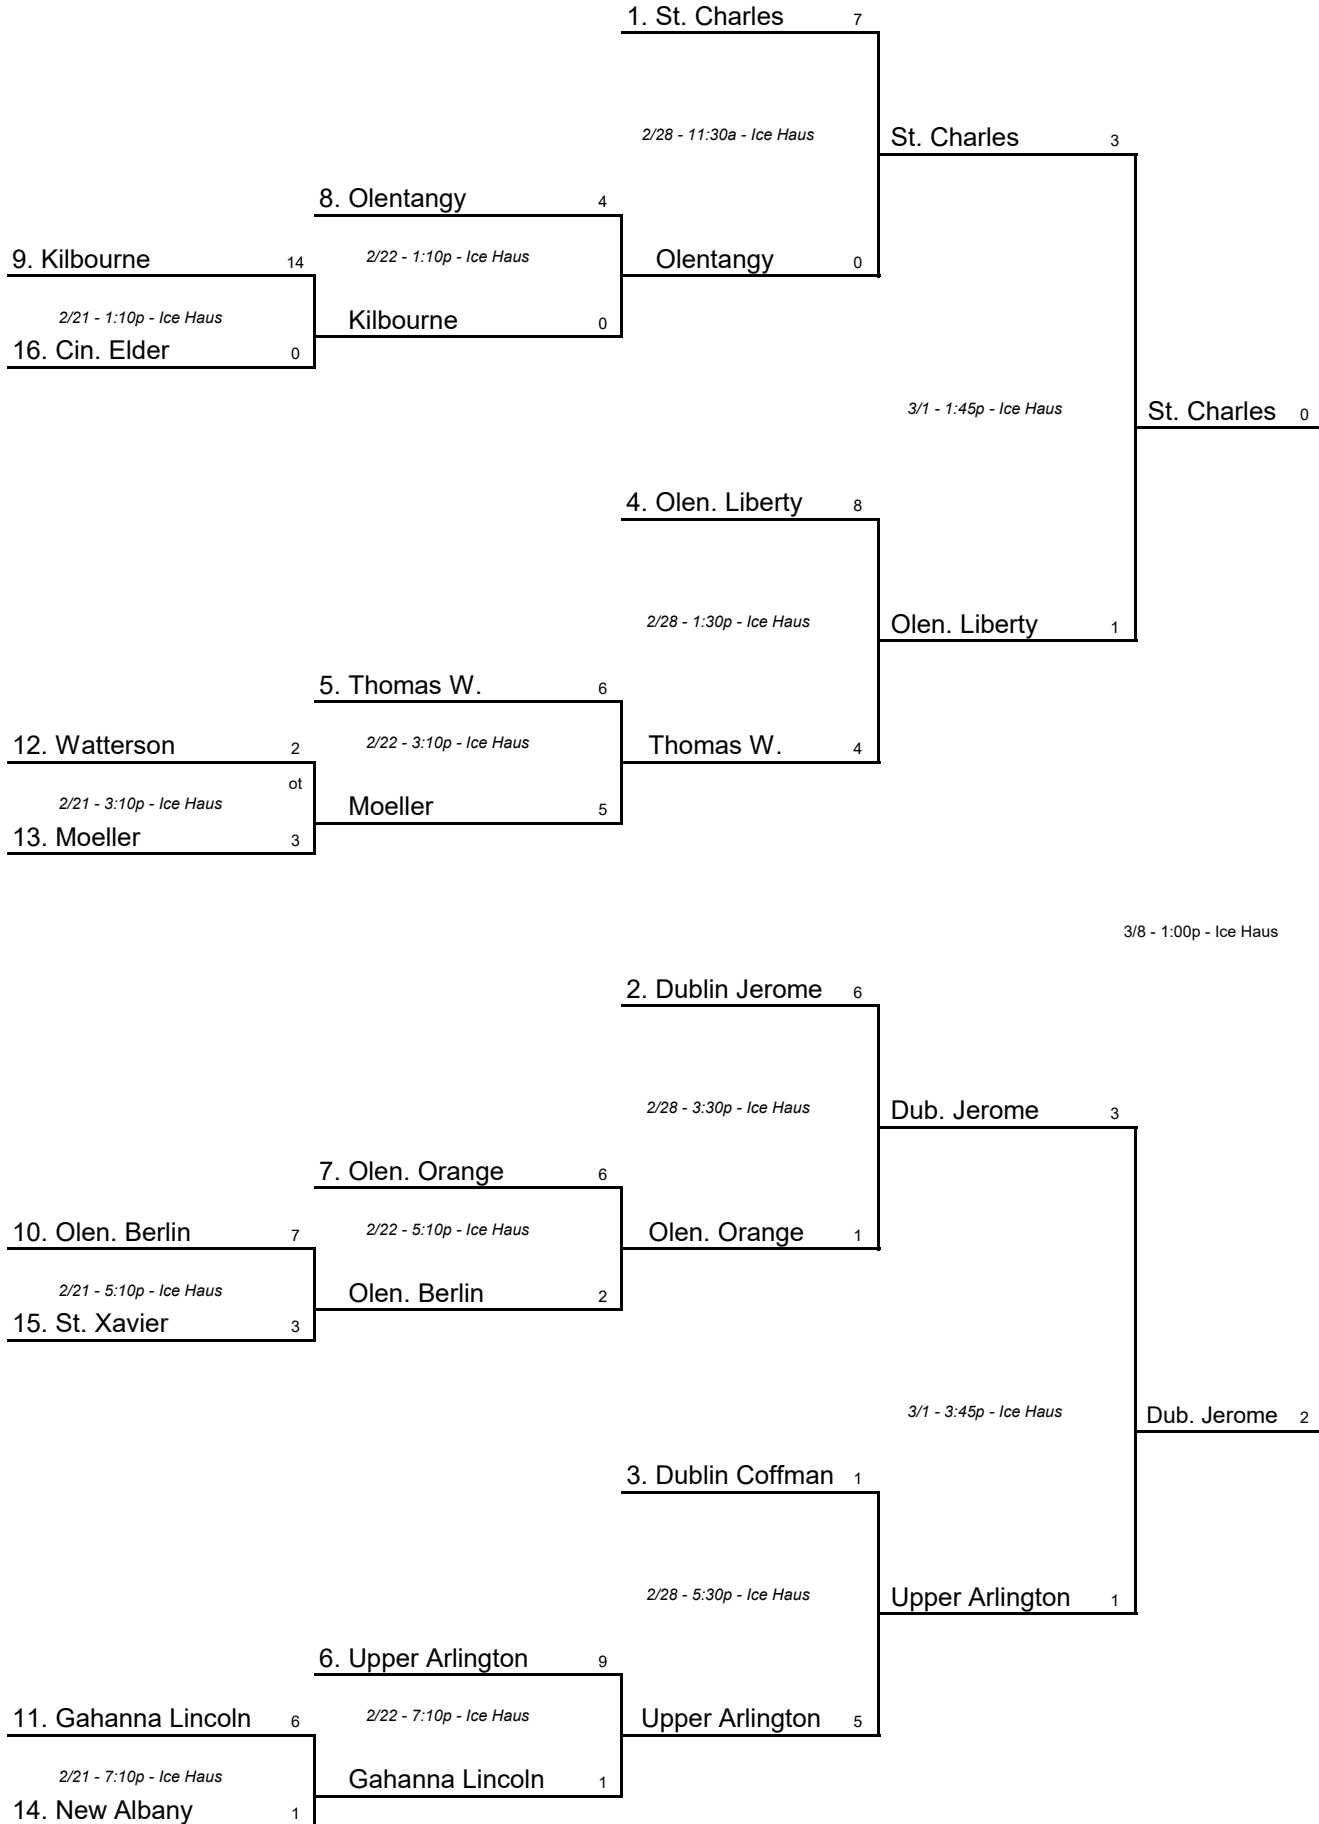 1. St. Charles 7
2/28 - 11:30a - Ice Haus
St. Charles 3
8. Olentangy 4
9. Kilbourne 14
2/22 - 1:10p - Ice Haus
Olentangy 0
2/21 - 1:10p - Ice Haus
Kilbourne 0
16. Cin. Elder 0
3/1 - 1:45p - Ice Haus
St. Charles 0
4. Olen. Liberty 8
2/28 - 1:30p - Ice Haus
Olen. Liberty 1
5. Thomas W. 6
12. Watterson 2
2/22 - 3:10p - Ice Haus
Thomas W. 4
ot
2/21 - 3:10p - Ice Haus
Moeller 5
13. Moeller 3
3/8 - 1:00p - Ice Haus
2. Dublin Jerome 6
2/28 - 3:30p - Ice Haus
Dub. Jerome 3
7. Olen. Orange 6
10. Olen. Berlin 7
2/22 - 5:10p - Ice Haus
Olen. Orange 1
2/21 - 5:10p - Ice Haus
Olen. Berlin 2
15. St. Xavier 3
3/1 - 3:45p - Ice Haus
Dub. Jerome 2
3. Dublin Coffman 1
2/28 - 5:30p - Ice Haus
Upper Arlington 1
6. Upper Arlington 9
11. Gahanna Lincoln 6
2/22 - 7:10p - Ice Haus
Upper Arlington 5
2/21 - 7:10p - Ice Haus
Gahanna Lincoln 1
14. New Albany 1